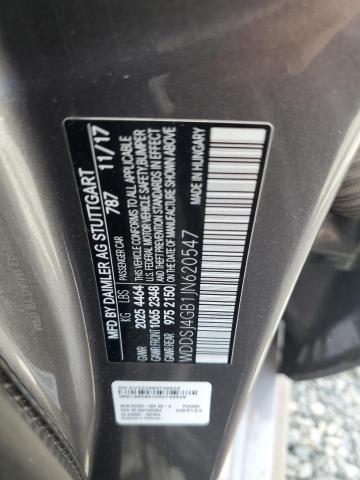 MFD BY DAIMLER AG STUTTGART
787 11/17
PASSENGER CAR
KG LBS
GVWR 2025 4464
GAWR FRONT 1065 2348
GAWR REAR 975 2150
THIS VEHICLE CONFORMS TO ALL APPLICABLE
U.S. FEDERAL MOTOR VEHICLE SAFETY, BUMPER
AND THEFT PREVENTION STANDARDS IN EFFECT
ON THE DATE OF MANUFACTURE SHOWN ABOVE.
WDDSJ4GB1JN620547
MADE IN HUNGARY